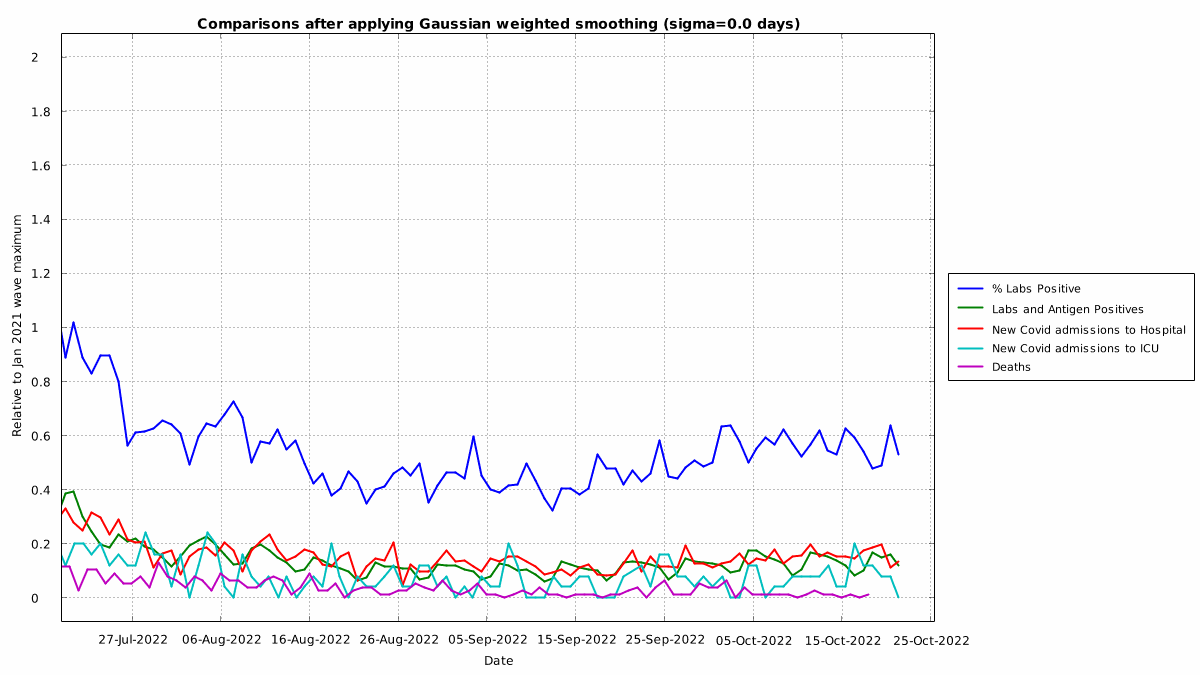 Comparisons after applying Gaussian weighted smoothing (sigma=0.0 days)
Relative to Jan 2021 wave maximum
2
1.8
1.6
1.4
1.2
1
0.8
0.6
0.4
0.2
0
27-Jul-2022 06-Aug-2022 16-Aug-2022 26-Aug-2022 05-Sep-2022 15-Sep-2022 25-Sep-2022 05-Oct-2022 15-Oct-2022 25-Oct-2022
Date
% Labs Positive
Labs and Antigen Positives
New Covid admissions to Hospital
New Covid admissions to ICU
Deaths